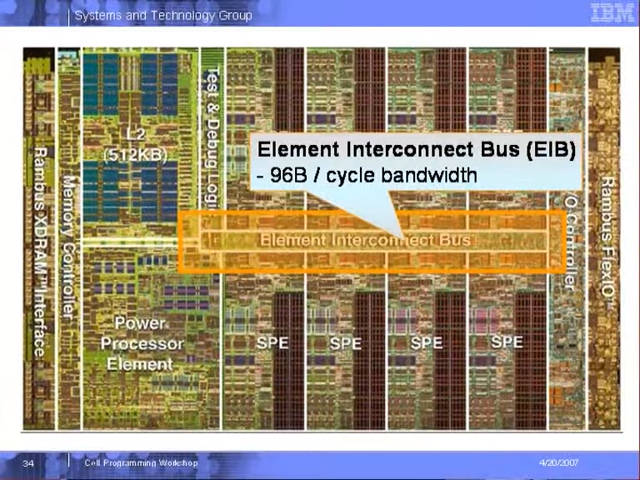 Systems and Technology Group
IBM
Rambus XDRAM™ Interface
Memory Controller
L2
(512KB)
Test & Debug Logic
Element Interconnect Bus (EIB)
- 96B / cycle bandwidth
Element Interconnect Bus
Power
Processor
Element
SPE
SPE
SPE
SPE
I/O Controller
Rambus FlexIO™
34
Cell Programming Workshop
4/20/2007